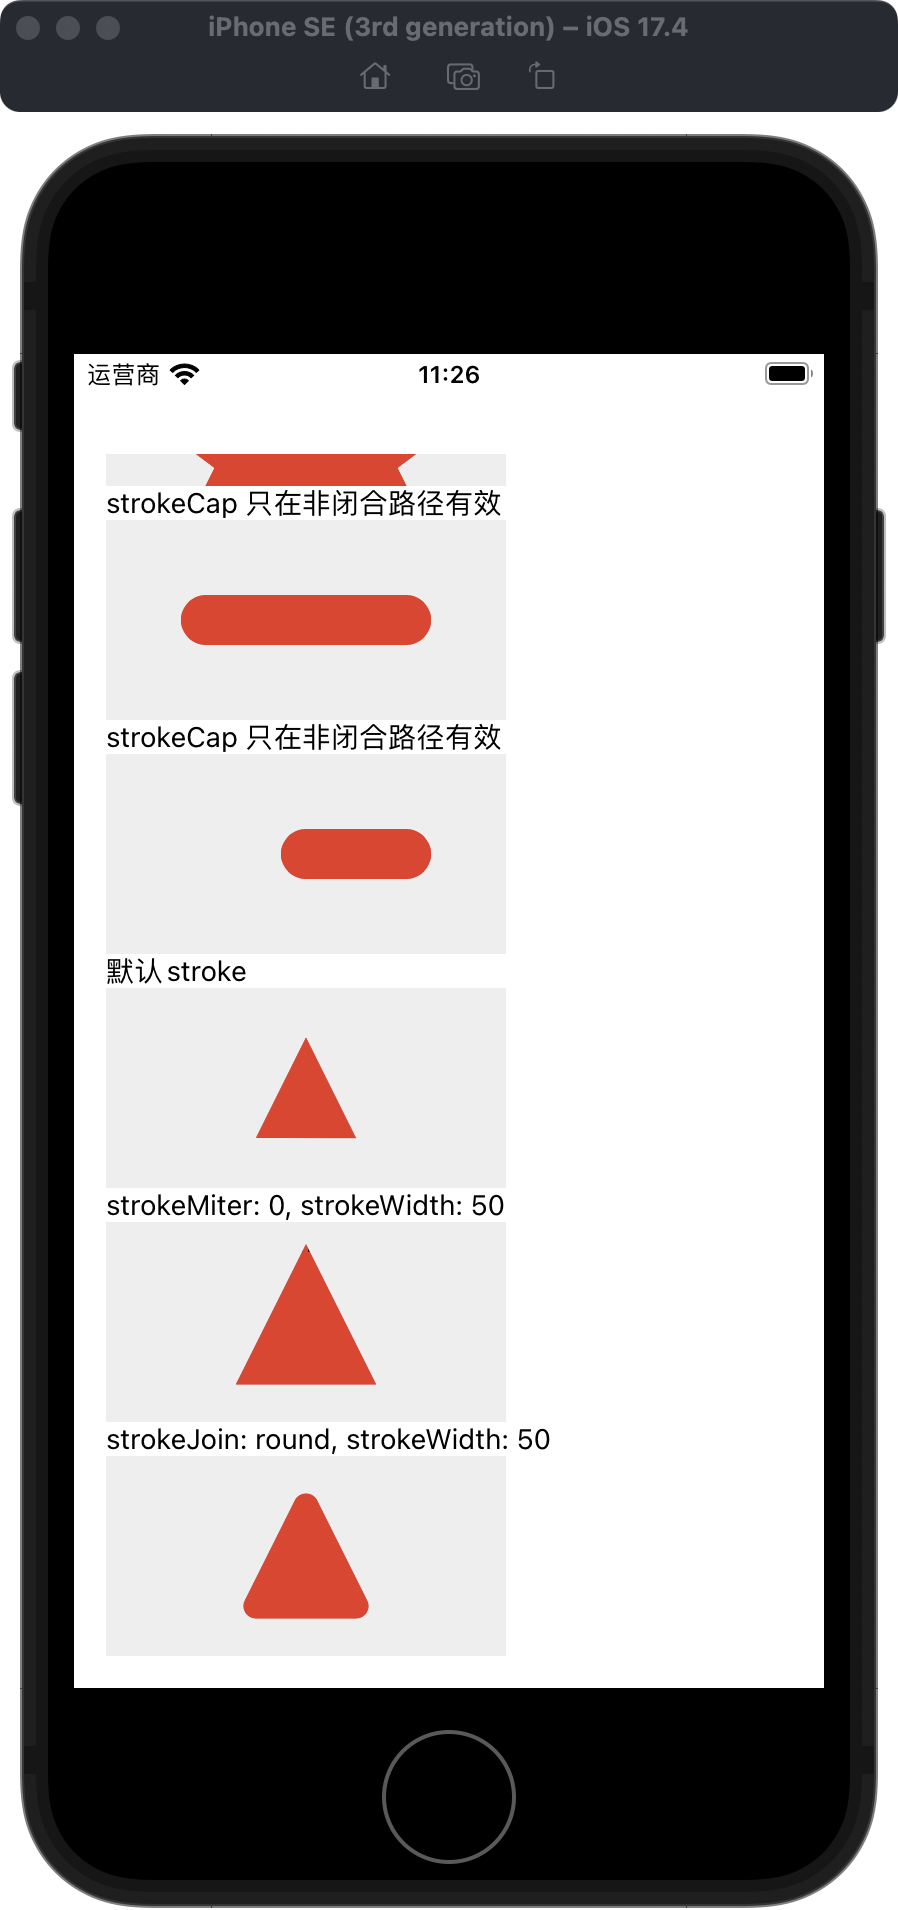 iPhone SE (3rd generation) – iOS 17.4
运营商 11:26
strokeCap 只在非闭合路径有效
strokeCap 只在非闭合路径有效
默认 stroke
strokeMiter: 0, strokeWidth: 50
strokeJoin: round, strokeWidth: 50